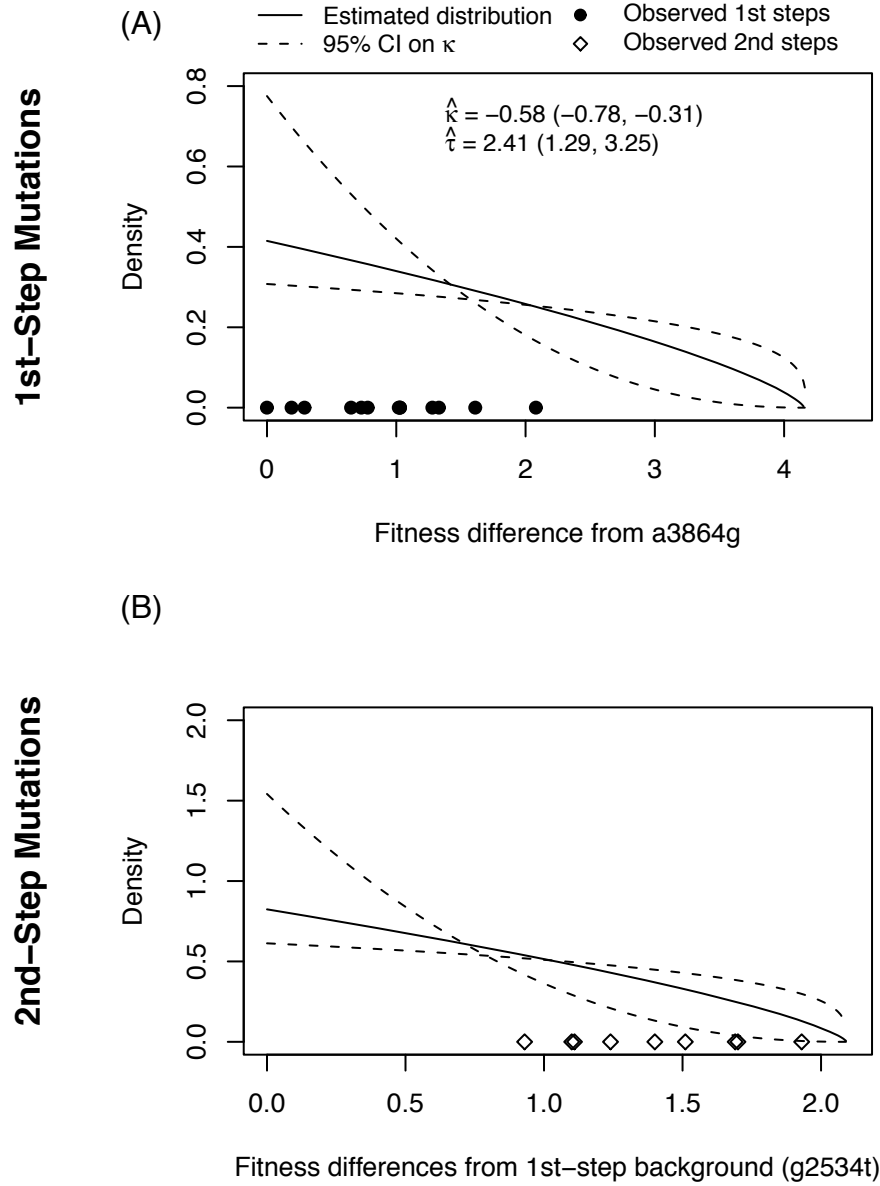 (A)
Estimated distribution
Observed 1st steps
95% CI on κ
Observed 2nd steps
1st−Step Mutations
Density
0.8
0.6
0.4
0.2
0.0
κ̂ = −0.58 (−0.78, −0.31)
τ̂ = 2.41 (1.29, 3.25)
0 1 2 3 4
Fitness difference from a3864g
(B)
2nd−Step Mutations
Density
2.0
1.5
1.0
0.5
0.0
0.0 0.5 1.0 1.5 2.0
Fitness differences from 1st−step background (g2534t)